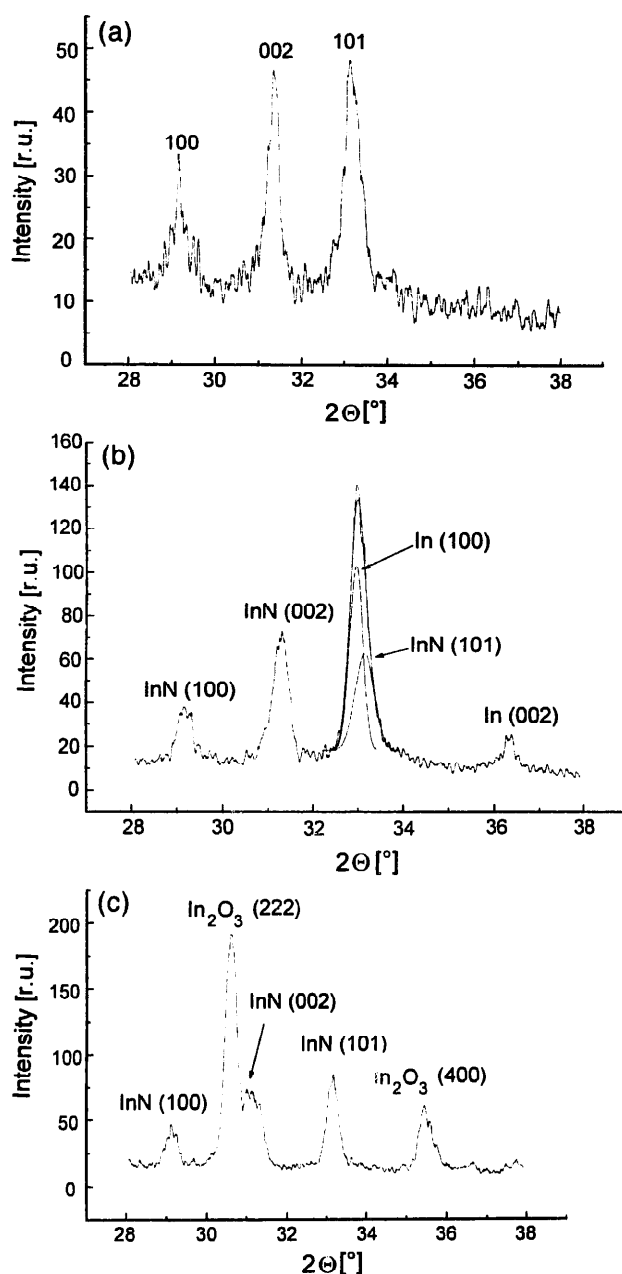 (a)
002
101
100
Intensity [r.u.]
50
40
30
20
10
0
28 30 32 34 36 38
2Θ[°]
(b)
Intensity [r.u.]
160
140
120
100
80
60
40
20
0
In (100)
InN (002)
InN (101)
InN (100)
In (002)
28 30 32 34 36 38
2Θ[°]
(c)
Intensity [r.u.]
200
150
100
50
0
In₂O₃ (222)
InN (002)
InN (101)
In₂O₃ (400)
InN (100)
28 30 32 34 36 38
2Θ[°]